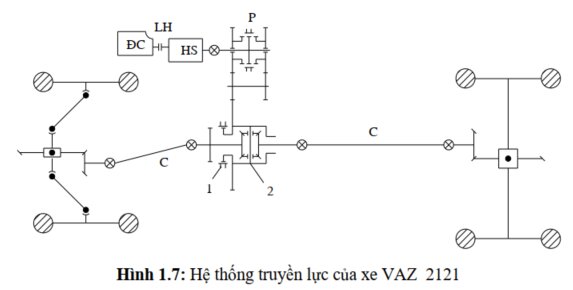 P
LH
ĐC
HS
C
C
1
2
Hình 1.7: Hệ thống truyền lực của xe VAZ 2121